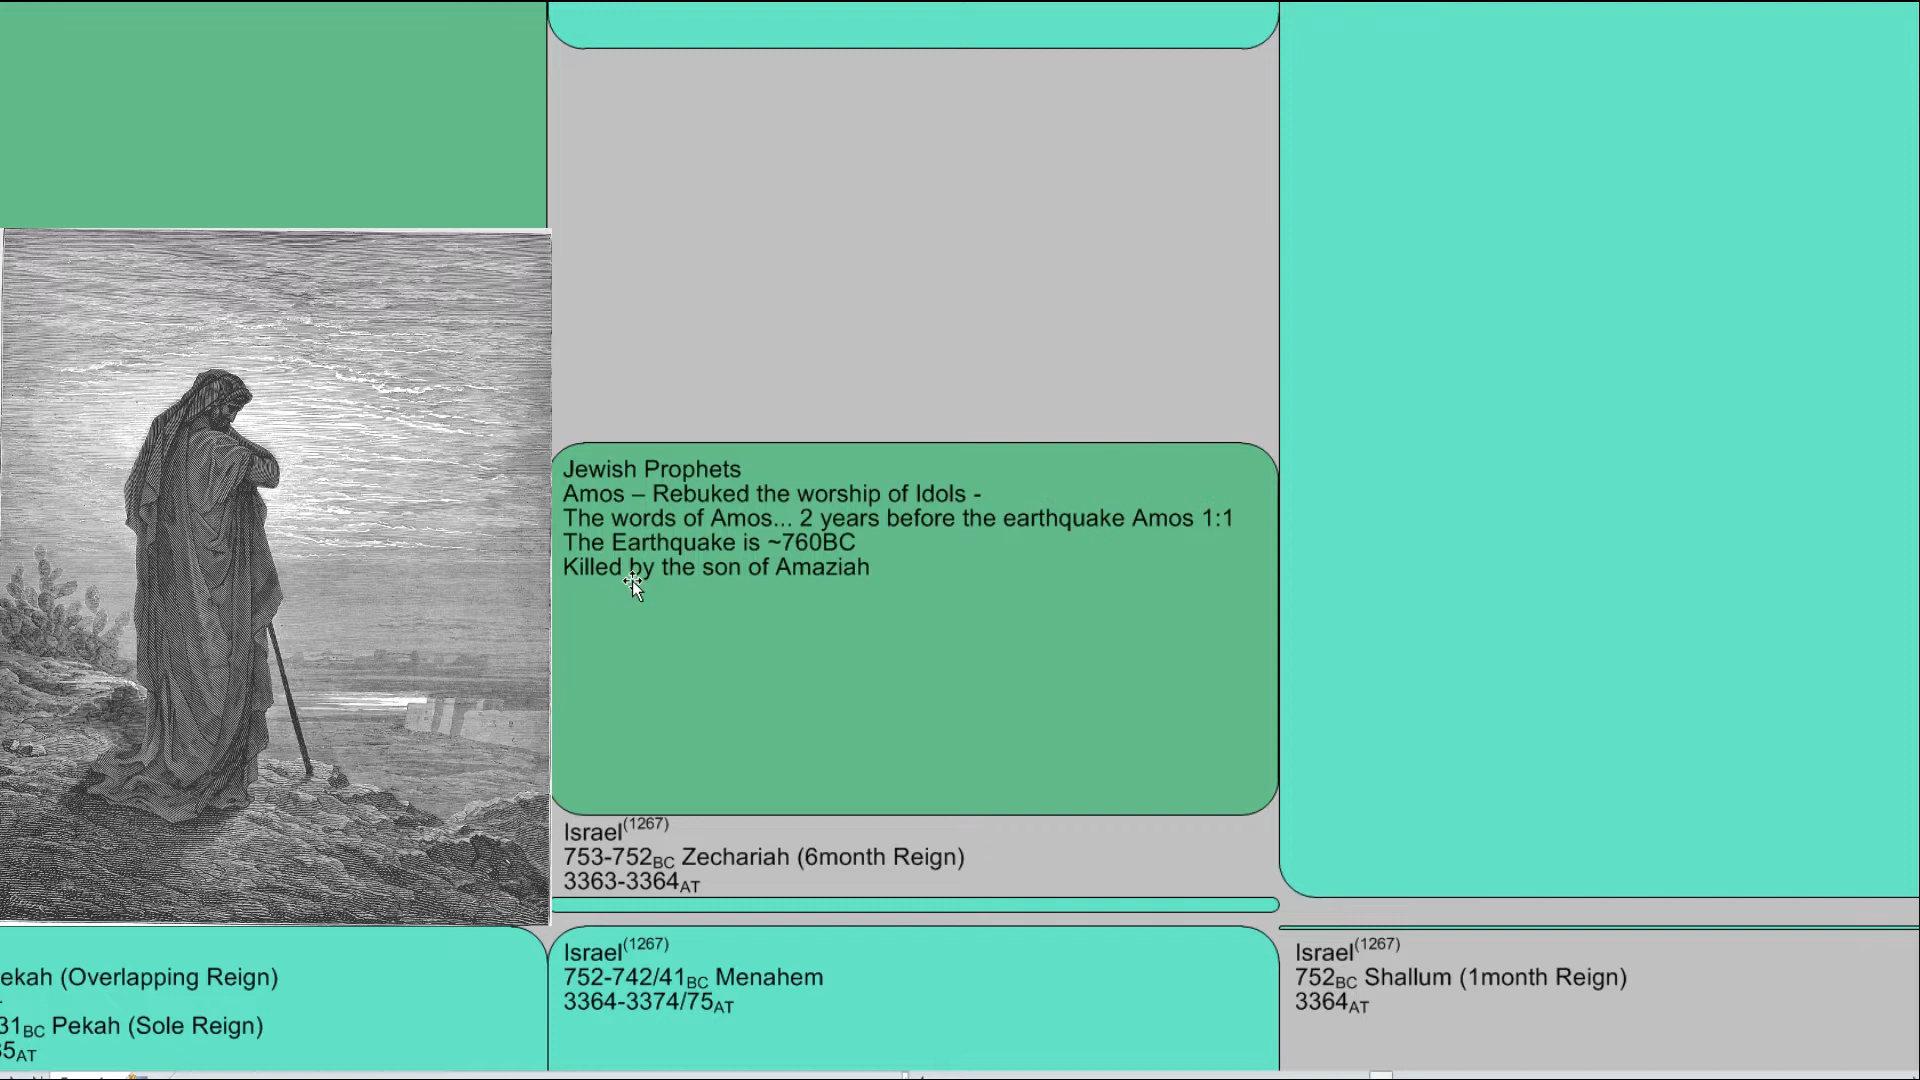 Jewish Prophets
Amos – Rebuked the worship of Idols -
The words of Amos... 2 years before the earthquake Amos 1:1
The Earthquake is ~760BC
Killed by the son of Amaziah
Israel(1267)
753-752BC Zechariah (6month Reign)
3363-3364AT
ekah (Overlapping Reign)
31BC Pekah (Sole Reign)
35AT
Israel(1267)
752-742/41BC Menahem
3364-3374/75AT
Israel(1267)
752BC Shallum (1month Reign)
3364AT